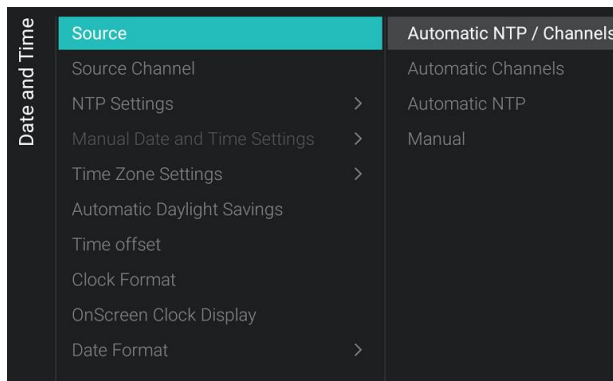 Date and Time
Source
Source Channel
NTP Settings
Manual Date and Time Settings
Time Zone Settings
Automatic Daylight Savings
Time offset
Clock Format
OnScreen Clock Display
Date Format
Automatic NTP / Channels
Automatic Channels
Automatic NTP
Manual